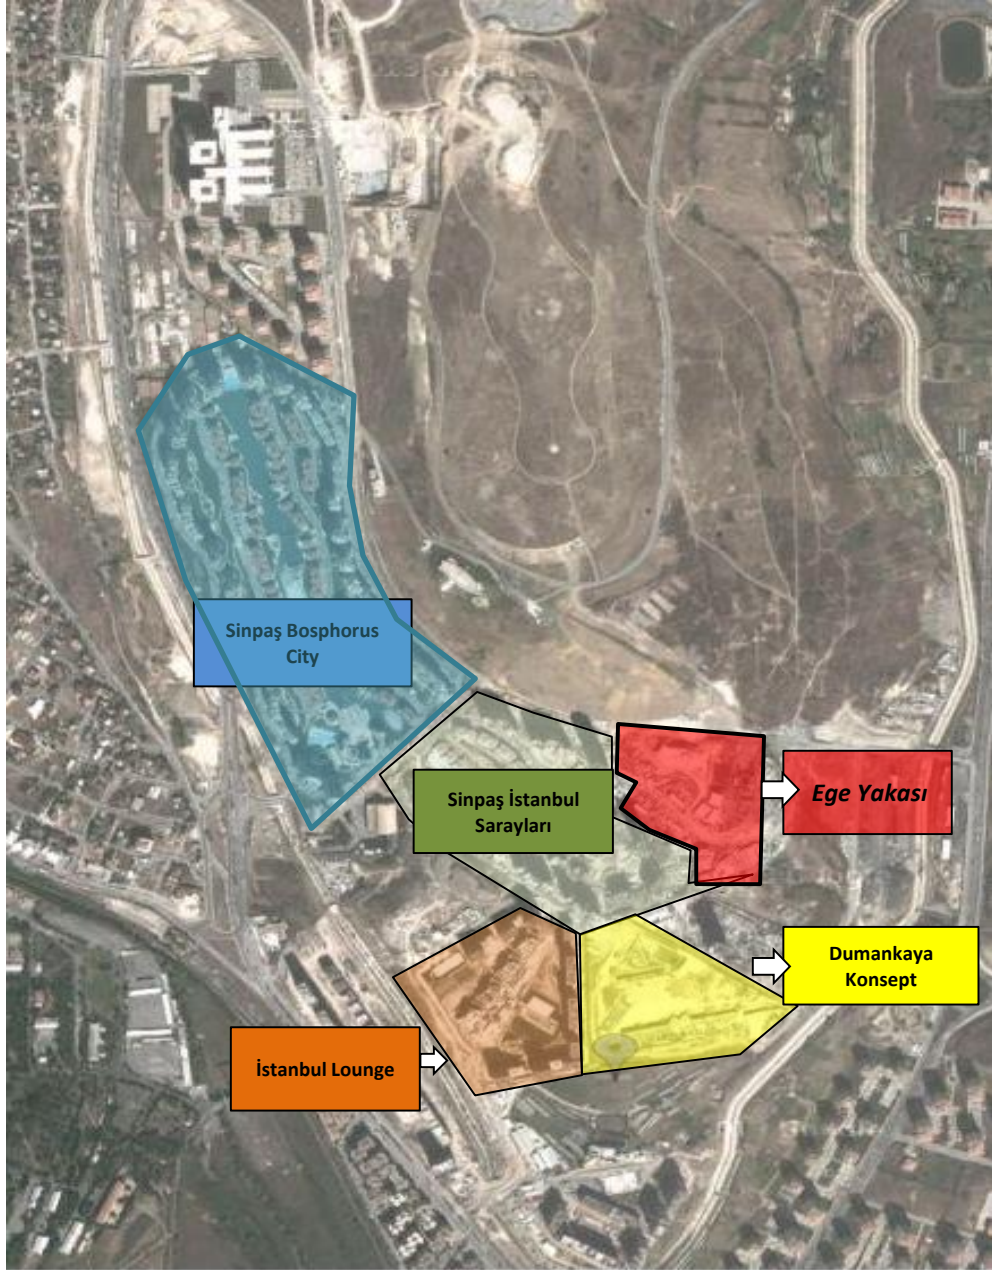 Sinpaş Bosphorus
City
Sinpaş İstanbul
Sarayları
Ege Yakası
Dumankaya
Konsept
İstanbul Lounge